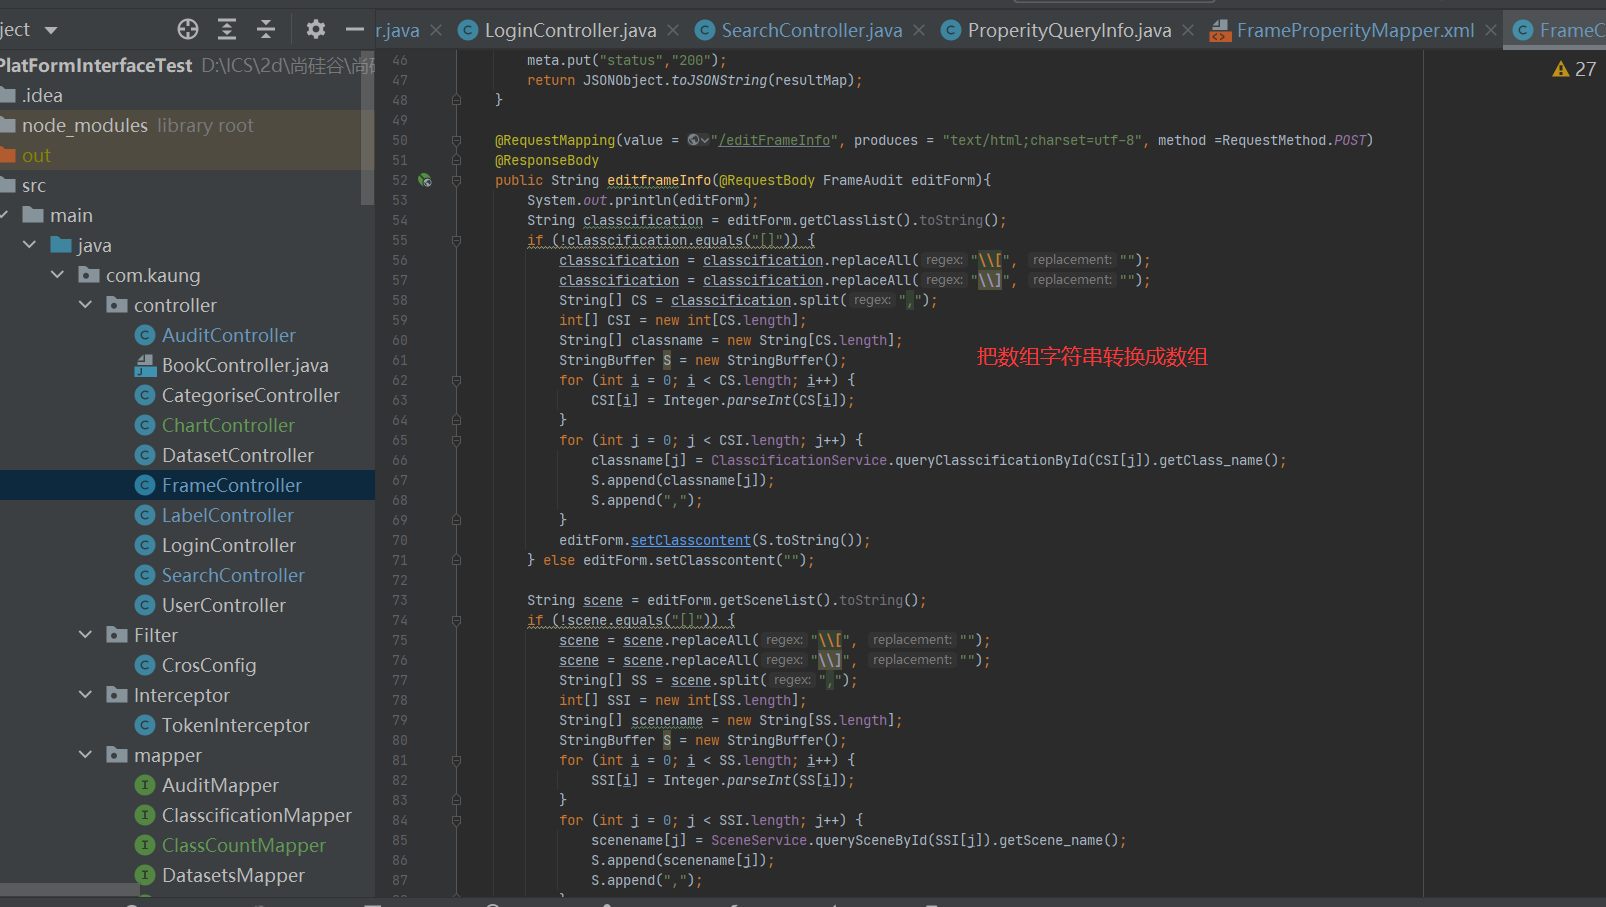 ject
r.java
LoginController.java
SearchController.java
ProperityQueryInfo.java
FrameProperityMapper.xml
FrameC
PlatFormInterfaceTest D:\ICS\2d\尚硅谷\尚
.idea
node_modules library root
out
src
main
java
com.kaung
controller
AuditController
BookController.java
CategoriseController
ChartController
DatasetController
FrameController
LabelController
LoginController
SearchController
UserController
Filter
CrosConfig
Interceptor
TokenInterceptor
mapper
AuditMapper
ClasscificationMapper
ClassCountMapper
DatasetsMapper
27
46 meta.put("status","200");
47 return JSONObject.toJSONString(resultMap);
48 }
49
50 @RequestMapping(value = "/editFrameInfo", produces = "text/html;charset=utf-8", method =RequestMethod.POST)
51 @ResponseBody
52 public String editframeInfo(@RequestBody FrameAudit editForm){
53 System.out.println(editForm);
54 String classcification = editForm.getClasslist().toString();
55 if (!classcification.equals("[]")) {
56 classcification = classcification.replaceAll( regex: "\\[", replacement: "");
57 classcification = classcification.replaceAll( regex: "\\]", replacement: "");
58 String[] CS = classcification.split( regex: ",");
59 int[] CSI = new int[CS.length];
60 String[] classname = new String[CS.length];
61 StringBuffer S = new StringBuffer();
把数组字符串转换成数组
62 for (int i = 0; i < CS.length; i++) {
63 CSI[i] = Integer.parseInt(CS[i]);
64 }
65 for (int j = 0; j < CSI.length; j++) {
66 classname[j] = ClasscificationService.queryClasscificationById(CSI[j]).getClass_name();
67 S.append(classname[j]);
68 S.append(",");
69 }
70 editForm.setClasscontent(S.toString());
71 } else editForm.setClasscontent("");
72
73 String scene = editForm.getScenelist().toString();
74 if (!scene.equals("[]")) {
75 scene = scene.replaceAll( regex: "\\[", replacement: "");
76 scene = scene.replaceAll( regex: "\\]", replacement: "");
77 String[] SS = scene.split( regex: ",");
78 int[] SSI = new int[SS.length];
79 String[] scenename = new String[SS.length];
80 StringBuffer S = new StringBuffer();
81 for (int i = 0; i < SS.length; i++) {
82 SSI[i] = Integer.parseInt(SS[i]);
83 }
84 for (int j = 0; j < SSI.length; j++) {
85 scenename[j] = SceneService.querySceneById(SSI[j]).getScene_name();
86 S.append(scenename[j]);
87 S.append(",");